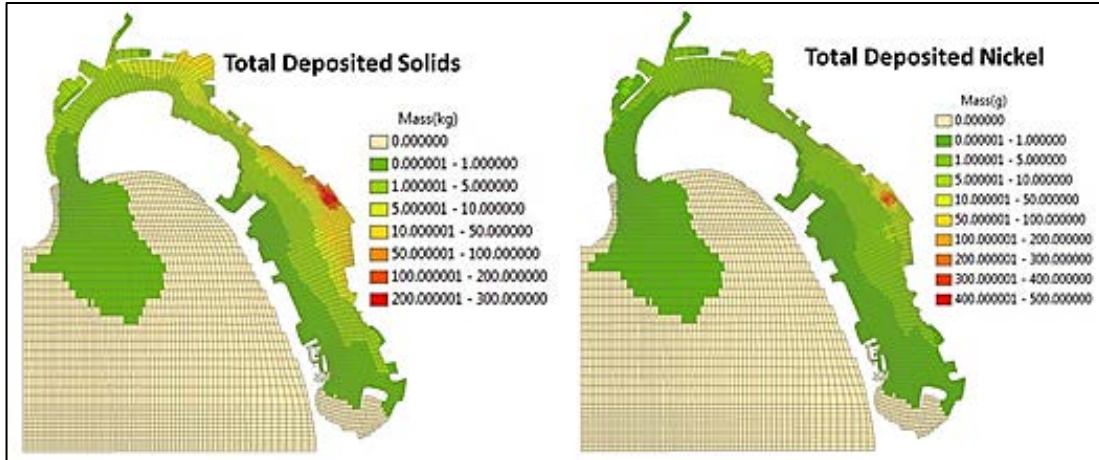 Total Deposited Solids
Mass(kg)
0.000000
0.000001 - 1.000000
1.000001 - 5.000000
5.000001 - 10.000000
10.000001 - 50.000000
50.000001 - 100.000000
100.000001 - 200.000000
200.000001 - 300.000000
Total Deposited Nickel
Mass(g)
0.000000
0.000001 - 1.000000
1.000001 - 5.000000
5.000001 - 10.000000
10.000001 - 50.000000
50.000001 - 100.000000
100.000001 - 200.000000
200.000001 - 300.000000
300.000001 - 400.000000
400.000001 - 500.000000